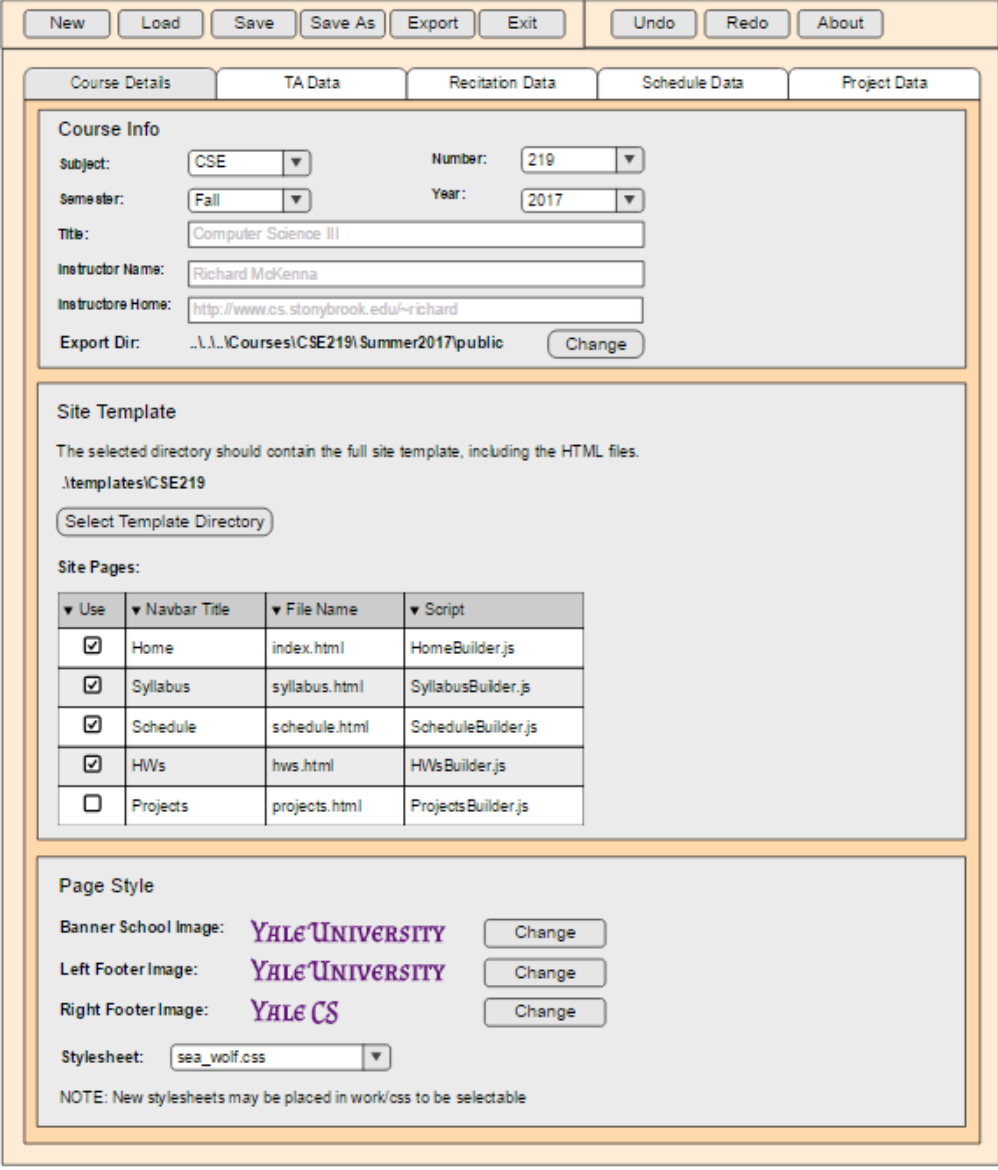 New Load Save Save As Export Exit Undo Redo About
Course Details TA Data Recitation Data Schedule Data Project Data
Course Info
Subject: CSE Number: 219
Semester: Fall Year: 2017
Title: Computer Science III
Instructor Name: Richard McKenna
Instructore Home: http://www.cs.stonybrook.edu/~richard
Export Dir: ..\..\..\Courses\CSE219\Summer2017\public Change
Site Template
The selected directory should contain the full site template, including the HTML files.
.\templates\CSE219
Select Template Directory
Site Pages:
Use Navbar Title File Name Script
Home index.html HomeBuilder.js
Syllabus syllabus.html SyllabusBuilder.js
Schedule schedule.html ScheduleBuilder.js
HWs hws.html HWsBuilder.js
Projects projects.html ProjectsBuilder.js
Page Style
Banner School Image: YALE UNIVERSITY Change
Left Footer Image: YALE UNIVERSITY Change
Right Footer Image: YALE CS Change
Stylesheet: sea_wolf.css
NOTE: New stylesheets may be placed in work/css to be selectable